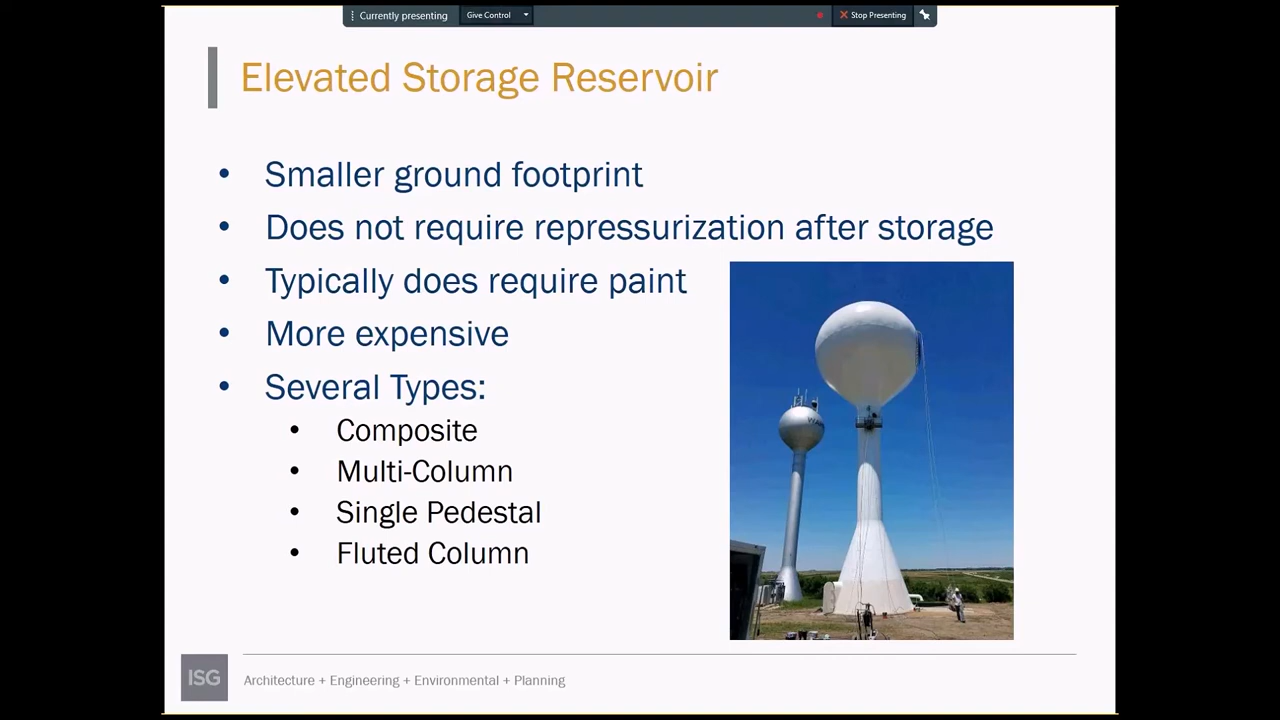 Currently presenting
Give Control
Stop Presenting
Elevated Storage Reservoir
• Smaller ground footprint
• Does not require repressurization after storage
• Typically does require paint
• More expensive
• Several Types:
• Composite
• Multi-Column
• Single Pedestal
• Fluted Column
ISG
Architecture + Engineering + Environmental + Planning